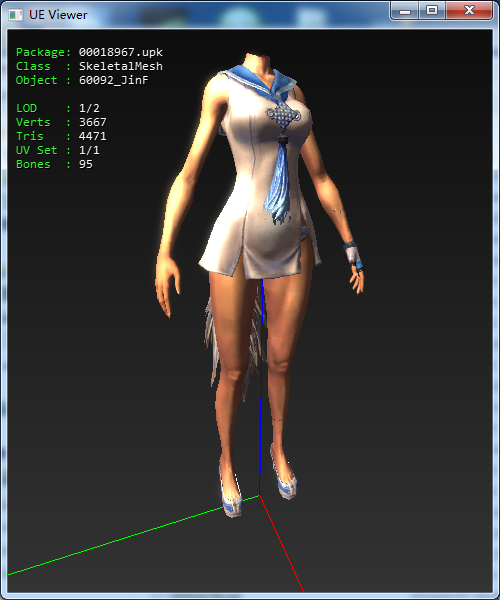 UE Viewer
Package: 00018967.upk
Class : SkeletalMesh
Object : 60092_JinF
LOD : 1/2
Verts : 3667
Tris : 4471
UV Set : 1/1
Bones : 95